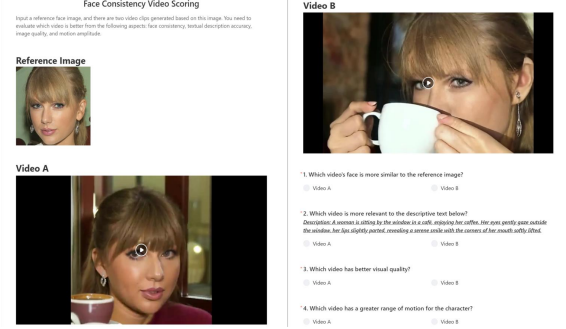 Face Consistency Video Scoring
Input a reference face image, and there are two video clips generated based on this image. You need to
evaluate which video is better from the following aspects: face consistency, textual description accuracy,
image quality, and motion amplitude.
Reference Image
Video A
Video B
*1. Which video's face is more similar to the reference image?
Video A
Video B
*2. Which video is more relevant to the descriptive text below?
Description: A woman is sitting by the window in a café, enjoying her coffee. Her eyes gently gaze outside
the window, her lips slightly parted, revealing a serene smile with the corners of her mouth softly lifted.
Video A
Video B
*3. Which video has better visual quality?
Video A
Video B
*4. Which video has a greater range of motion for the character?
Video A
Video B